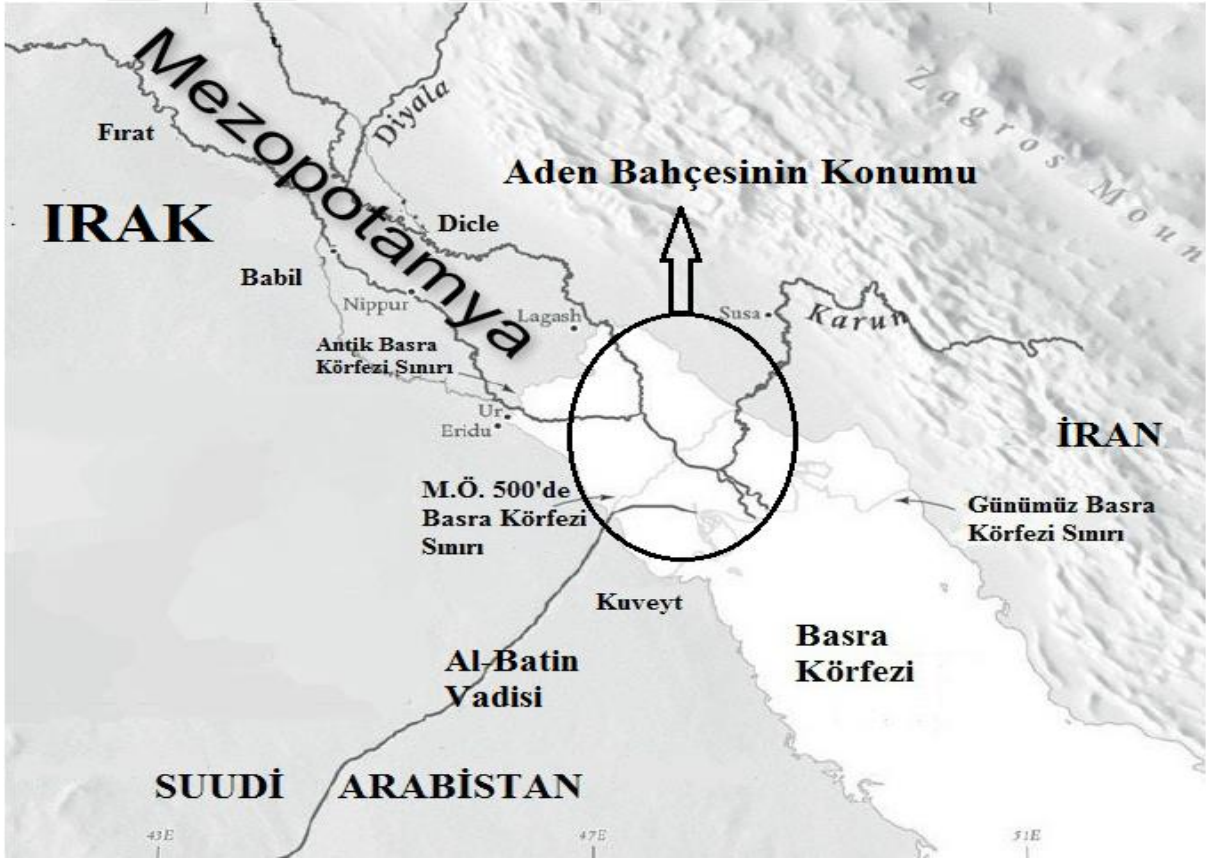 Mezopotamya
Zagros Moun
Diyala
Fırat
Aden Bahçesinin Konumu
IRAK
Dicle
Babil
Nippur
Lagash
Susa
Karun
Antik Basra
Körfezi Sınırı
Ur
Eridu
İRAN
M.Ö. 500'de
Basra Körfezi
Sınırı
Günümüz Basra
Körfezi Sınırı
Kuveyt
Basra
Körfezi
Al-Batin
Vadisi
SUUDİ ARABİSTAN
43E
47E
51E